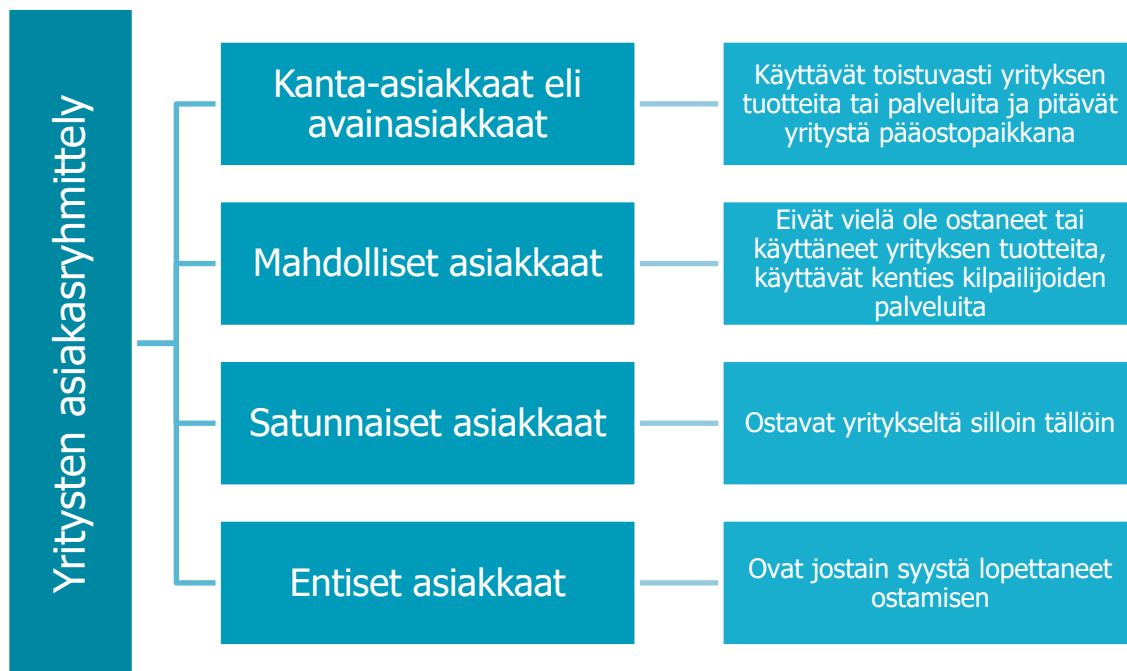 Yritysten asiakasryhmittely
Kanta-asiakkaat eli
avainasiakkaat
Käyttävät toistuvasti yrityksen
tuotteita tai palveluita ja pitävät
yritystä pääostopaikkana
Mahdolliset asiakkaat
Eivät vielä ole ostaneet tai
käyttäneet yrityksen tuotteita,
käyttävät kenties kilpailijoiden
palveluita
Satunnaiset asiakkaat
Ostavat yritykseltä silloin tällöin
Entiset asiakkaat
Ovat jostain syystä lopettaneet
ostamisen